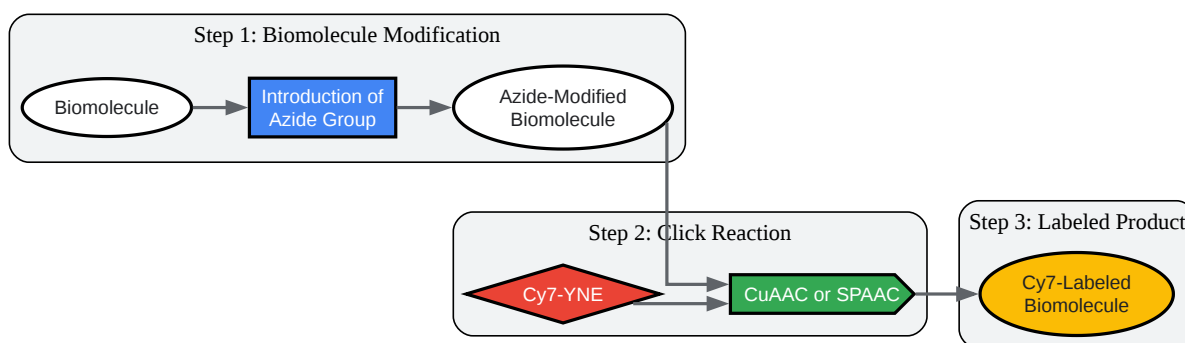 Step 1: Biomolecule Modification
Biomolecule
Introduction of
Azide Group
Azide-Modified
Biomolecule
Step 2: Click Reaction
Cy7-YNE
CuAAC or SPAAC
Step 3: Labeled Product
Cy7-Labeled
Biomolecule